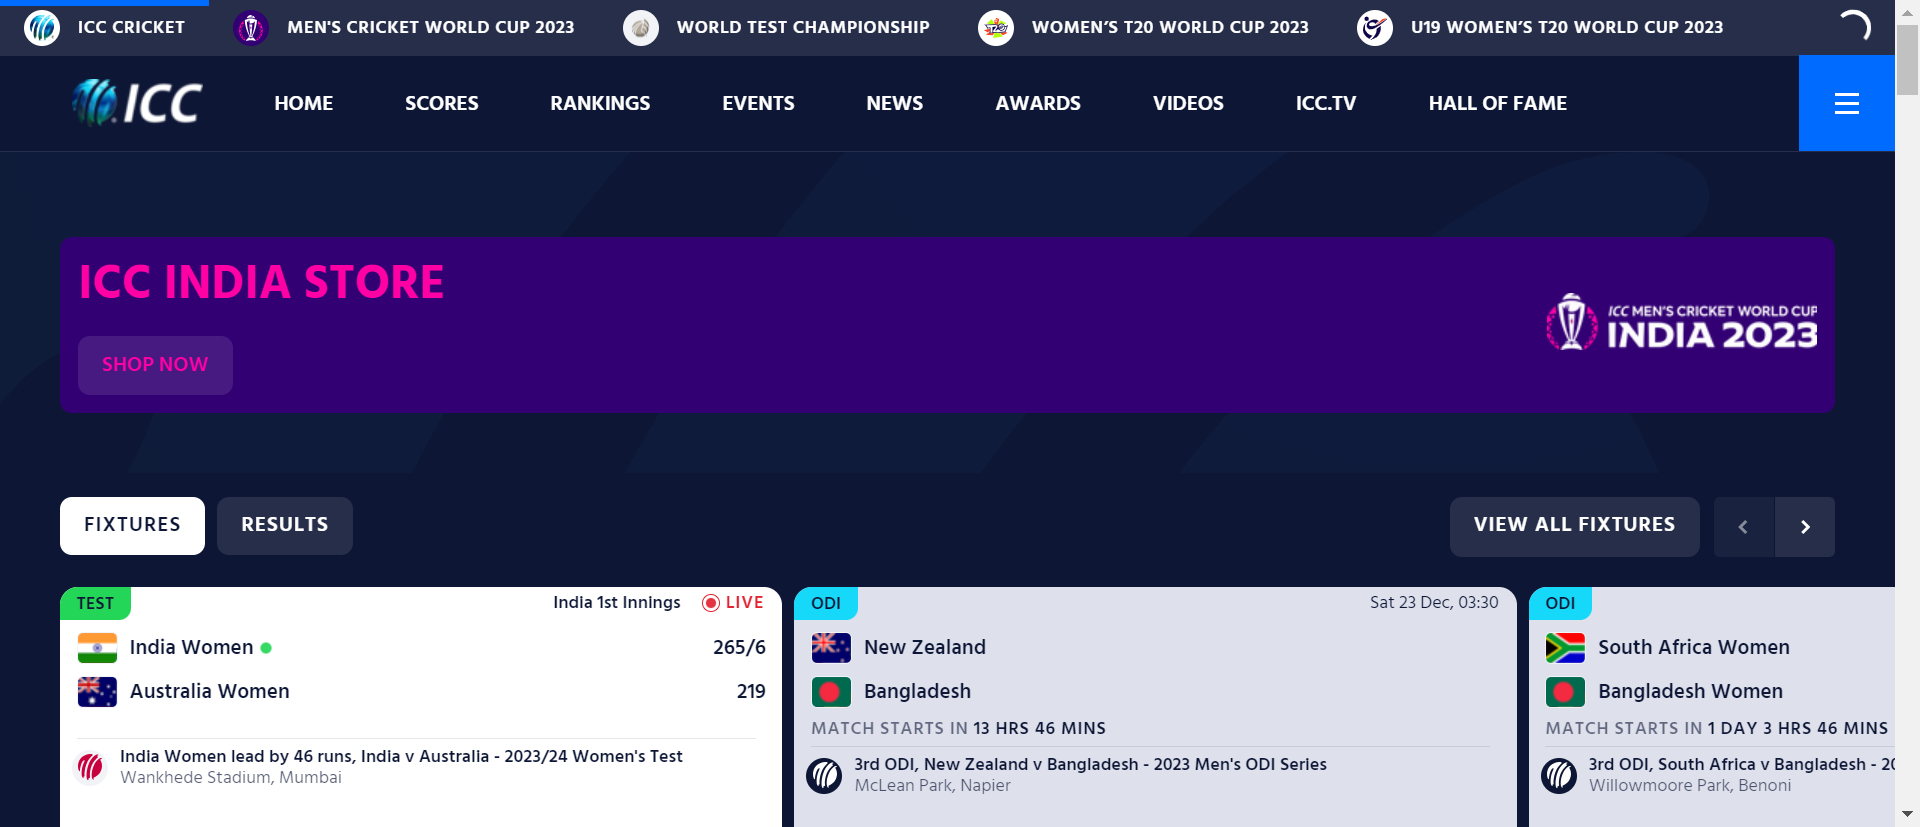 ICC CRICKET
MEN'S CRICKET WORLD CUP 2023
WORLD TEST CHAMPIONSHIP
WOMEN’S T20 WORLD CUP 2023
U19 WOMEN’S T20 WORLD CUP 2023
ICC
HOME
SCORES
RANKINGS
EVENTS
NEWS
AWARDS
VIDEOS
ICC.TV
HALL OF FAME
ICC INDIA STORE
SHOP NOW
ICC MEN'S CRICKET WORLD CUP
INDIA 2023
FIXTURES
RESULTS
VIEW ALL FIXTURES
TEST
India 1st Innings
LIVE
India Women
265/6
Australia Women
219
India Women lead by 46 runs, India v Australia - 2023/24 Women's Test
Wankhede Stadium, Mumbai
ODI
Sat 23 Dec, 03:30
New Zealand
Bangladesh
MATCH STARTS IN 13 HRS 46 MINS
3rd ODI, New Zealand v Bangladesh - 2023 Men's ODI Series
McLean Park, Napier
ODI
South Africa Women
Bangladesh Women
MATCH STARTS IN 1 DAY 3 HRS 46 MINS
3rd ODI, South Africa v Bangladesh - 20
Willowmoore Park, Benoni